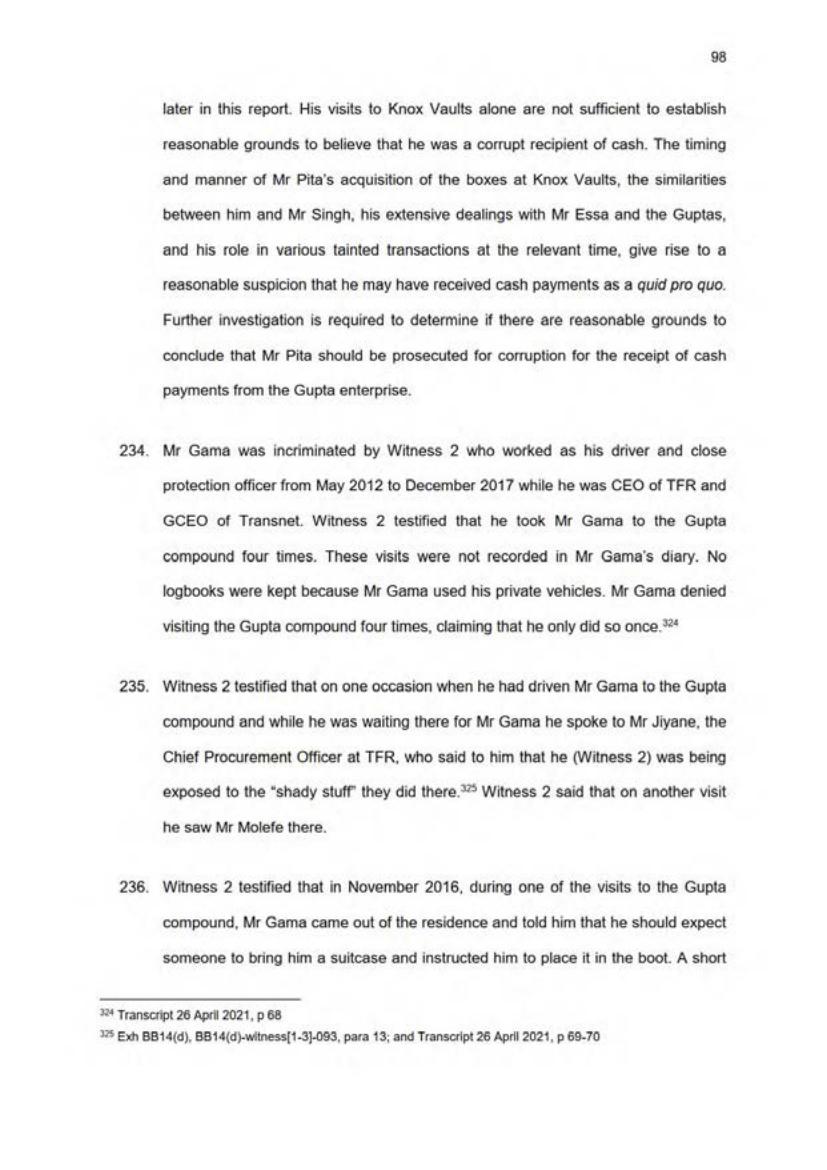 98
later in this report. His visits to Knox Vaults alone are not sufficient to establish
reasonable grounds to believe that he was a corrupt recipient of cash. The timing
and manner of Mr Pita's acquisition of the boxes at Knox Vaults, the similarities
between him and Mr Singh, his extensive dealings with Mr Essa and the Guptas,
and his role in various tainted transactions at the relevant time, give rise to a
reasonable suspicion that he may have received cash payments as a quid pro quo.
Further investigation is required to determine if there are reasonable grounds to
conclude that Mr Pita should be prosecuted for corruption for the receipt of cash
payments from the Gupta enterprise.
234. Mr Gama was incriminated by Witness 2 who worked as his driver and close
protection officer from May 2012 to December 2017 while he was CEO of TFR and
GCEO of Transnet. Witness 2 testified that he took Mr Gama to the Gupta
compound four times. These visits were not recorded in Mr Gama's diary. No
logbooks were kept because Mr Gama used his private vehicles. Mr Gama denied
visiting the Gupta compound four times, claiming that he only did so once.324
235. Witness 2 testified that on one occasion when he had driven Mr Gama to the Gupta
compound and while he was waiting there for Mr Gama he spoke to Mr Jiyane, the
Chief Procurement Officer at TFR, who said to him that he (Witness 2) was being
exposed to the "shady stuff" they did there.325 Witness 2 said that on another visit
he saw Mr Molefe there.
236. Witness 2 testified that in November 2016, during one of the visits to the Gupta
compound, Mr Gama came out of the residence and told him that he should expect
someone to bring him a suitcase and instructed him to place it in the boot. A short
324 Transcript 26 April 2021, p 68
325 Exh BB14(d), BB14(d)-witness[1-3]-093, para 13; and Transcript 26 April 2021, p 69-70